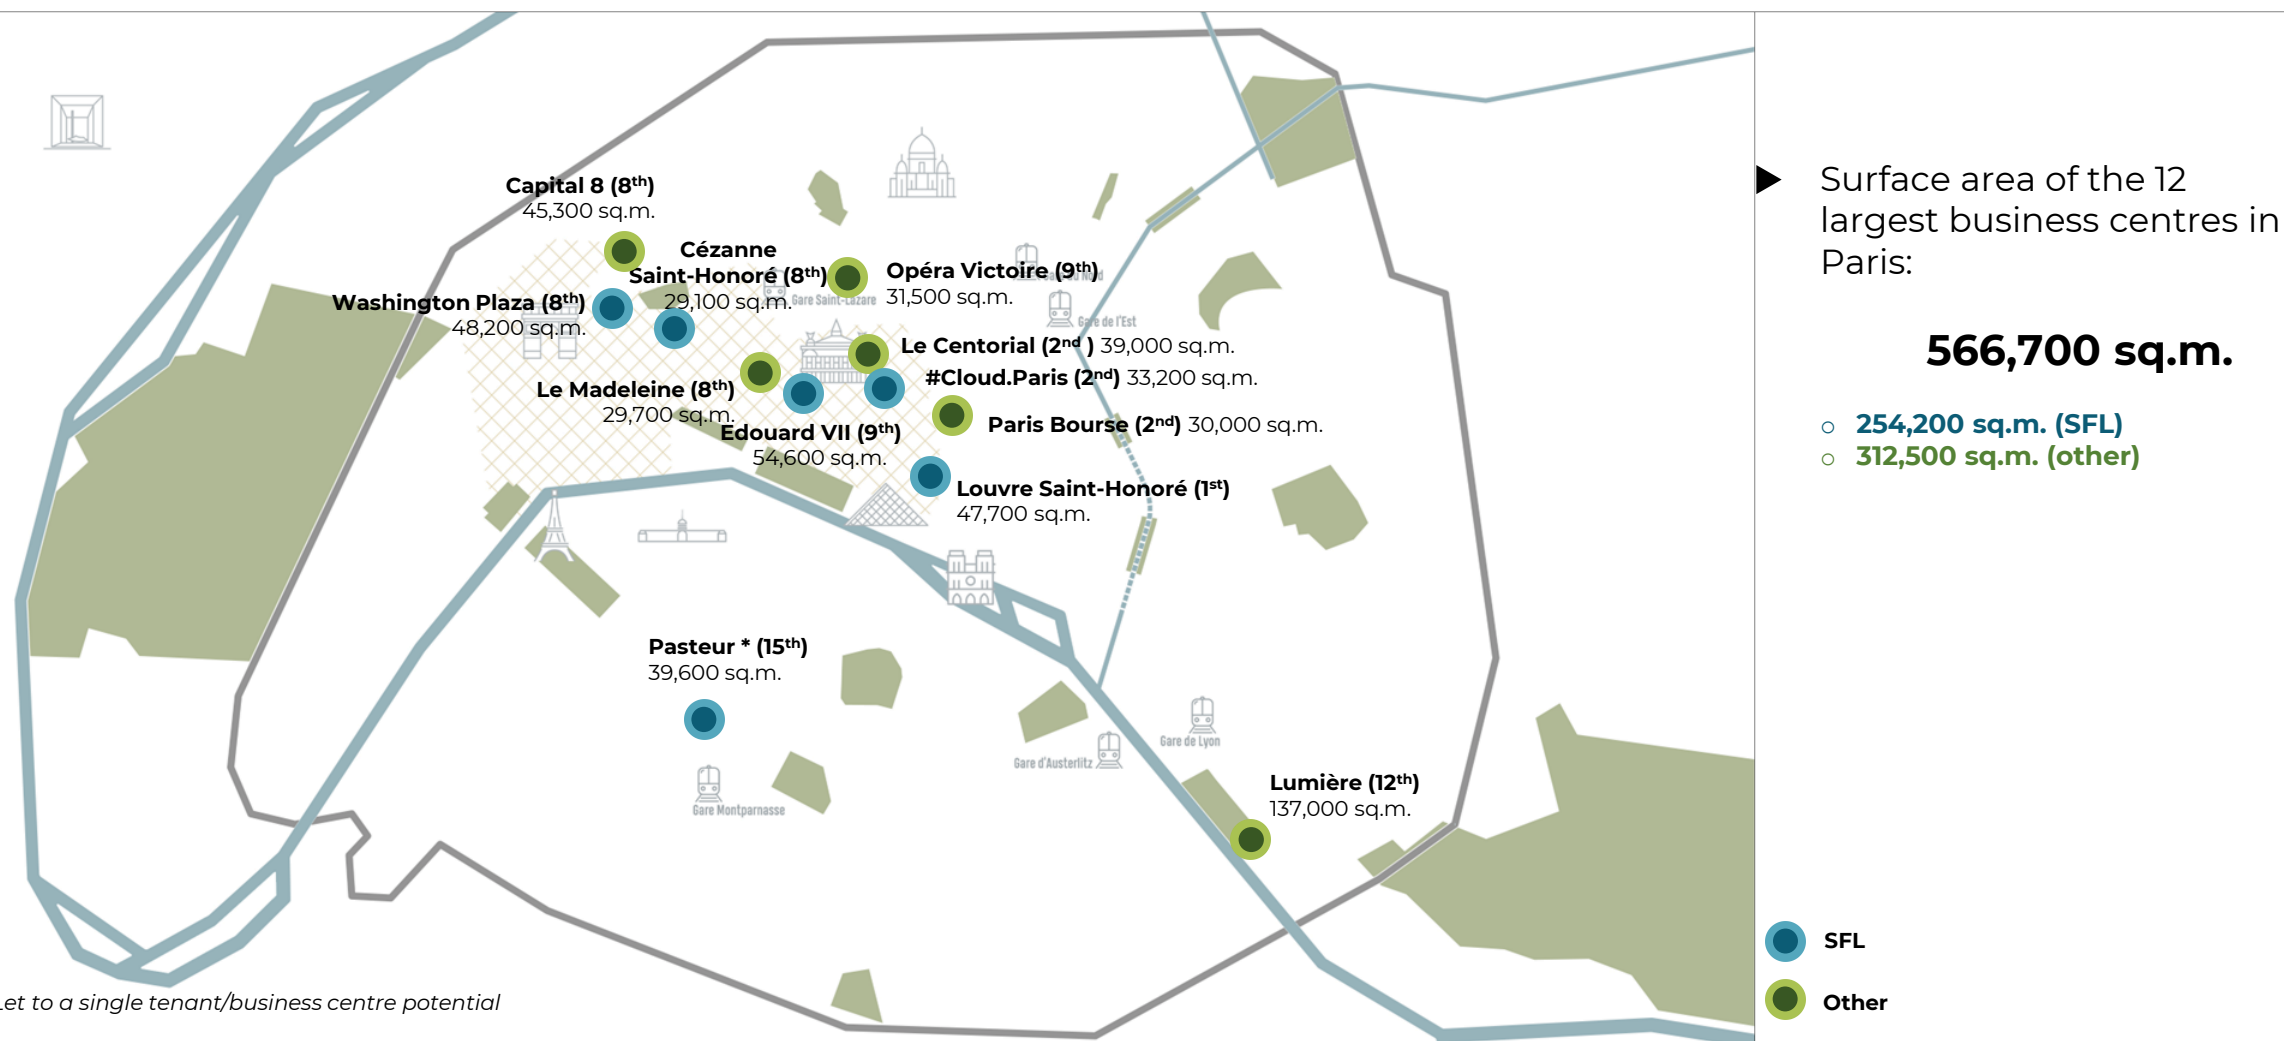 Capital 8 (8th)
45,300 sq.m.
Cézanne
Saint-Honoré (8th)
29,100 sq.m.
Gare Saint-Lazare
Opéra Victoire (9th)
31,500 sq.m.
Washington Plaza (8th)
48,200 sq.m.
Gare de l'Est
Le Centorial (2nd ) 39,000 sq.m.
#Cloud.Paris (2nd) 33,200 sq.m.
Le Madeleine (8th)
29,700 sq.m.
Paris Bourse (2nd) 30,000 sq.m.
Edouard VII (9th)
54,600 sq.m.
Louvre Saint-Honoré (1st)
47,700 sq.m.
Pasteur * (15th)
39,600 sq.m.
Gare de Lyon
Gare d'Austerlitz
Gare Montparnasse
Lumière (12th)
137,000 sq.m.
Let to a single tenant/business centre potential
Surface area of the 12
largest business centres in
Paris:
566,700 sq.m.
254,200 sq.m. (SFL)
312,500 sq.m. (other)
SFL
Other